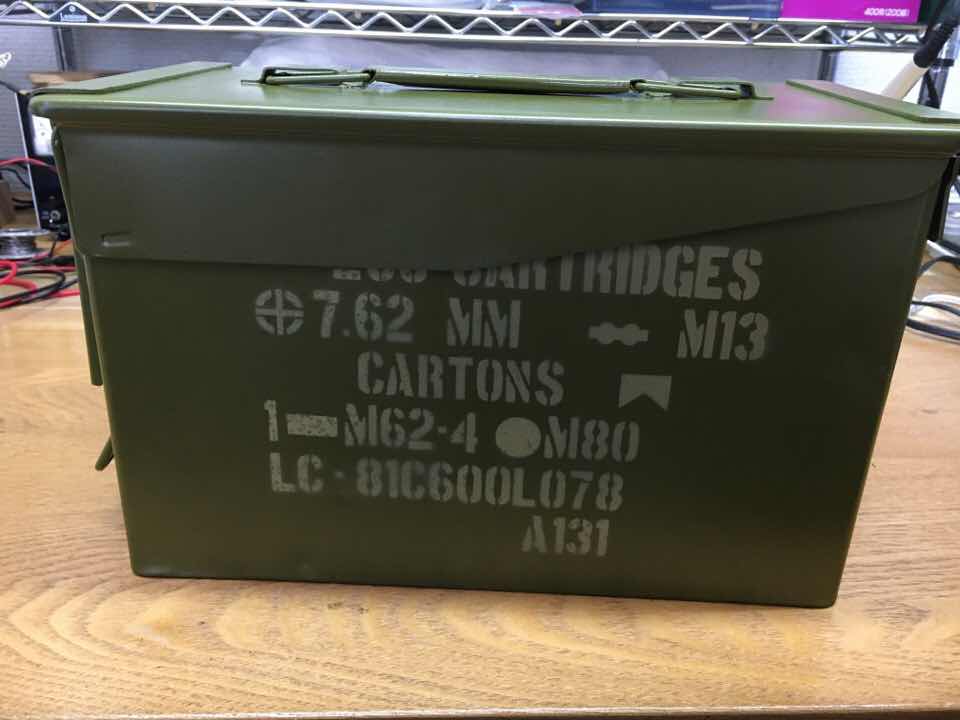 CARTRIDGES
7.62 MM M13
CARTONS
1 M62-4 M80
LC-81C600L078
A131